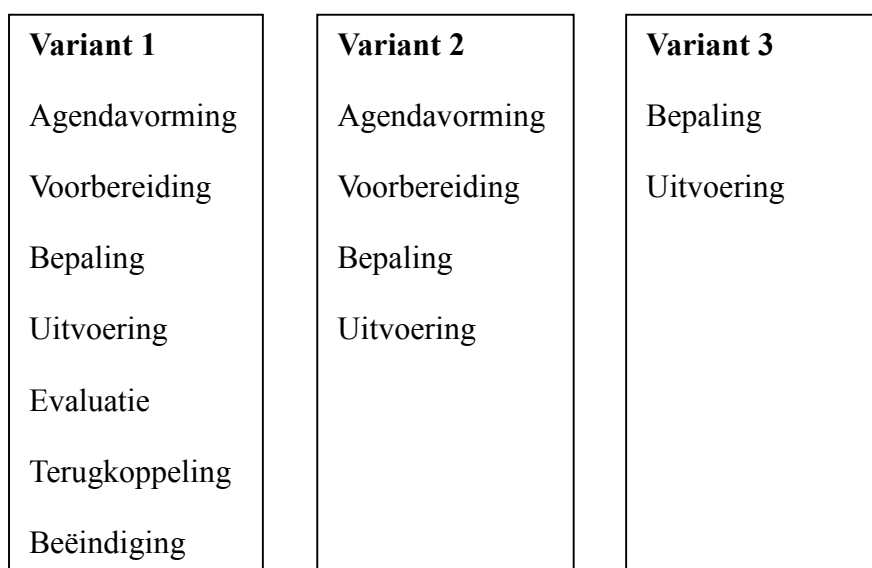 Variant 1
Agendavorming
Voorbereiding
Bepaling
Uitvoering
Evaluatie
Terugkoppeling
Beëindiging
Variant 2
Agendavorming
Voorbereiding
Bepaling
Uitvoering
Variant 3
Bepaling
Uitvoering